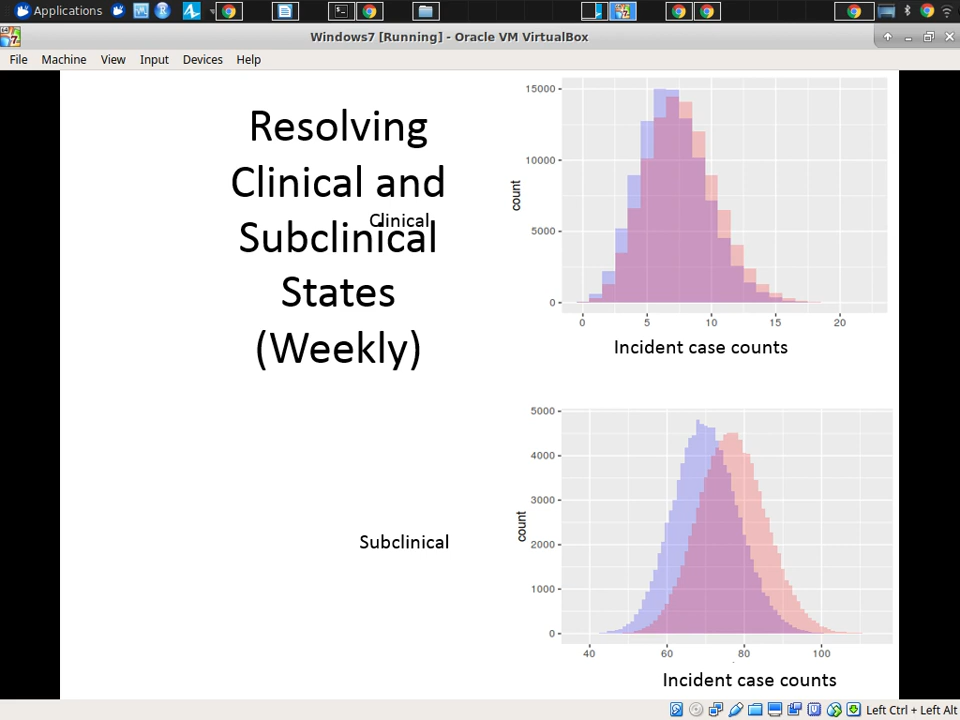 Applications
Windows7 [Running] - Oracle VM VirtualBox
File Machine View Input Devices Help
Resolving
Clinical and
Subclinical
States
(Weekly)
Clinical
15000
10000
5000
0
count
0 5 10 15 20
Incident case counts
Subclinical
5000
4000
3000
2000
1000
0
count
40 60 80 100
Incident case counts
Left Ctrl + Left Alt